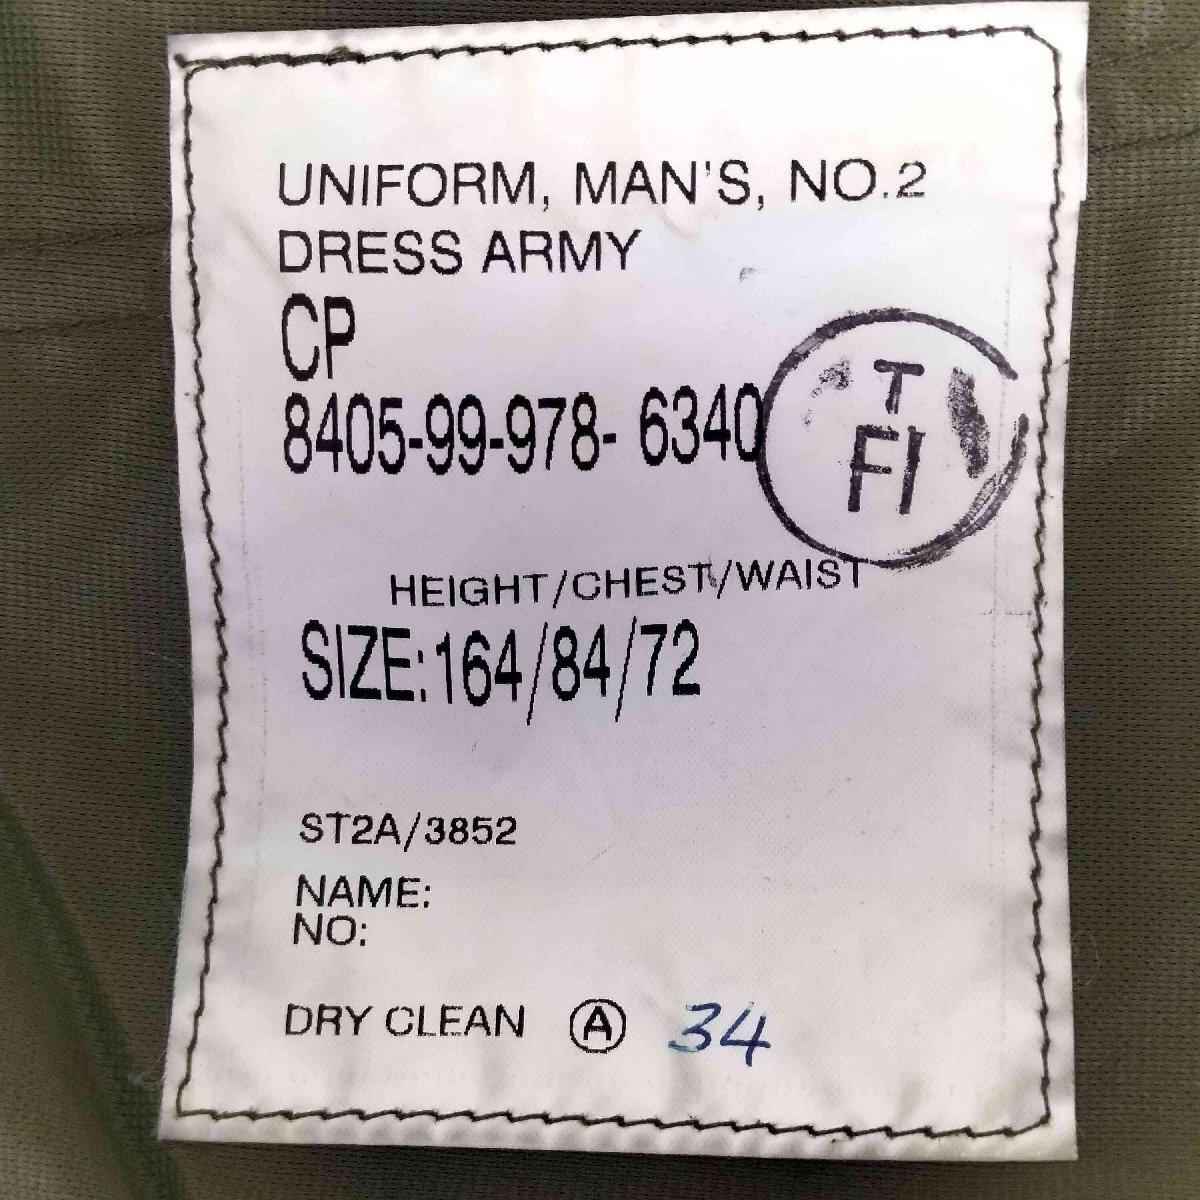 UNIFORM, MAN'S, NO.2
DRESS ARMY
CP
8405-99-978- 6340
T
FI
HEIGHT/CHEST/WAIST
SIZE:164/84/72
ST2A/3852
NAME:
NO:
DRY CLEAN Ⓐ 34